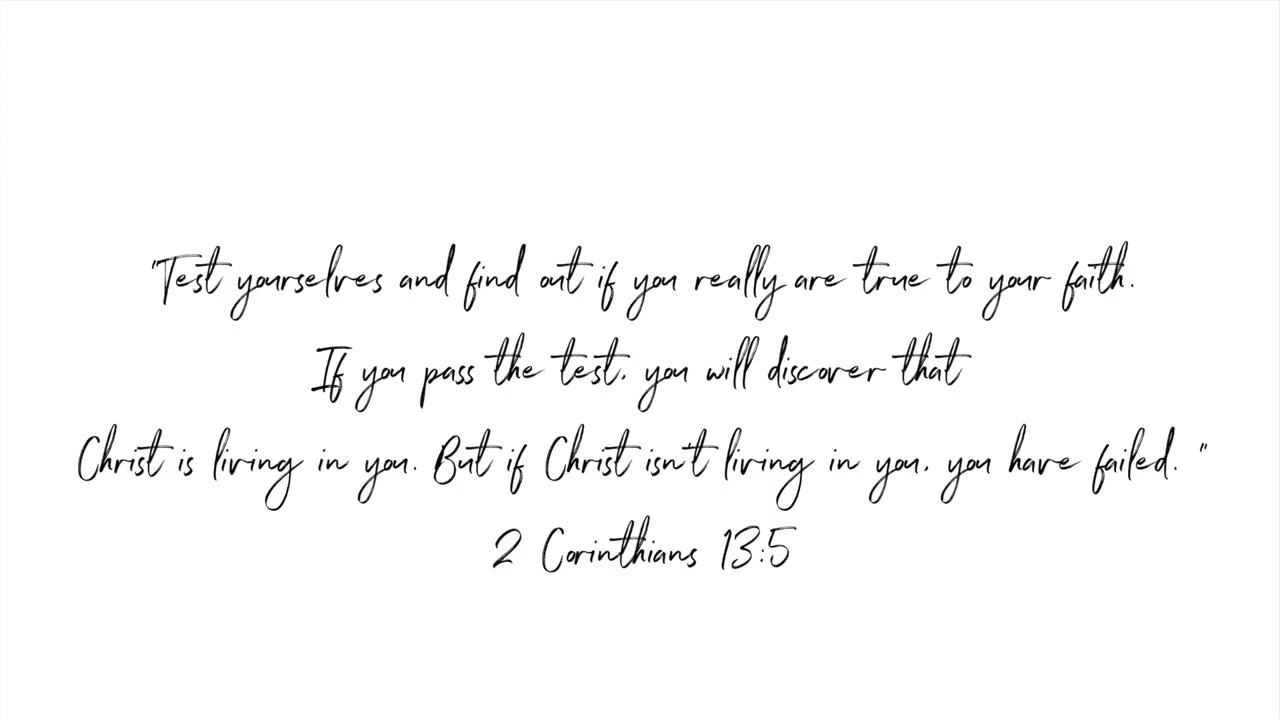 "Test yourselves and find out if you really are true to your faith.
If you pass the test, you will discover that
Christ is living in you. But if Christ isn't living in you, you have failed. "
2 Corinthians 13:5